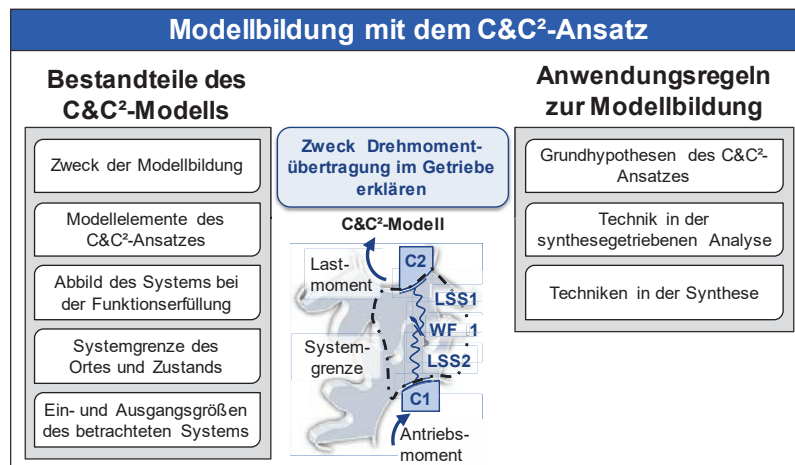 Modellbildung mit dem C&C²-Ansatz
Bestandteile des
C&C²-Modells
Zweck der Modellbildung
Modellelemente des
C&C²-Ansatzes
Abbild des Systems bei
der Funktionserfüllung
Systemgrenze des
Ortes und Zustands
Ein- und Ausgangsgrößen
des betrachteten Systems
Zweck Drehmoment-
übertragung im Getriebe
erklären
C&C²-Modell
C2
Last-
moment
LSS1
WF 1
System-
grenze
LSS2
C1
Antriebs-
moment
Anwendungsregeln
zur Modellbildung
Grundhypothesen des C&C²-
Ansatzes
Technik in der
synthesegetriebenen Analyse
Techniken in der Synthese